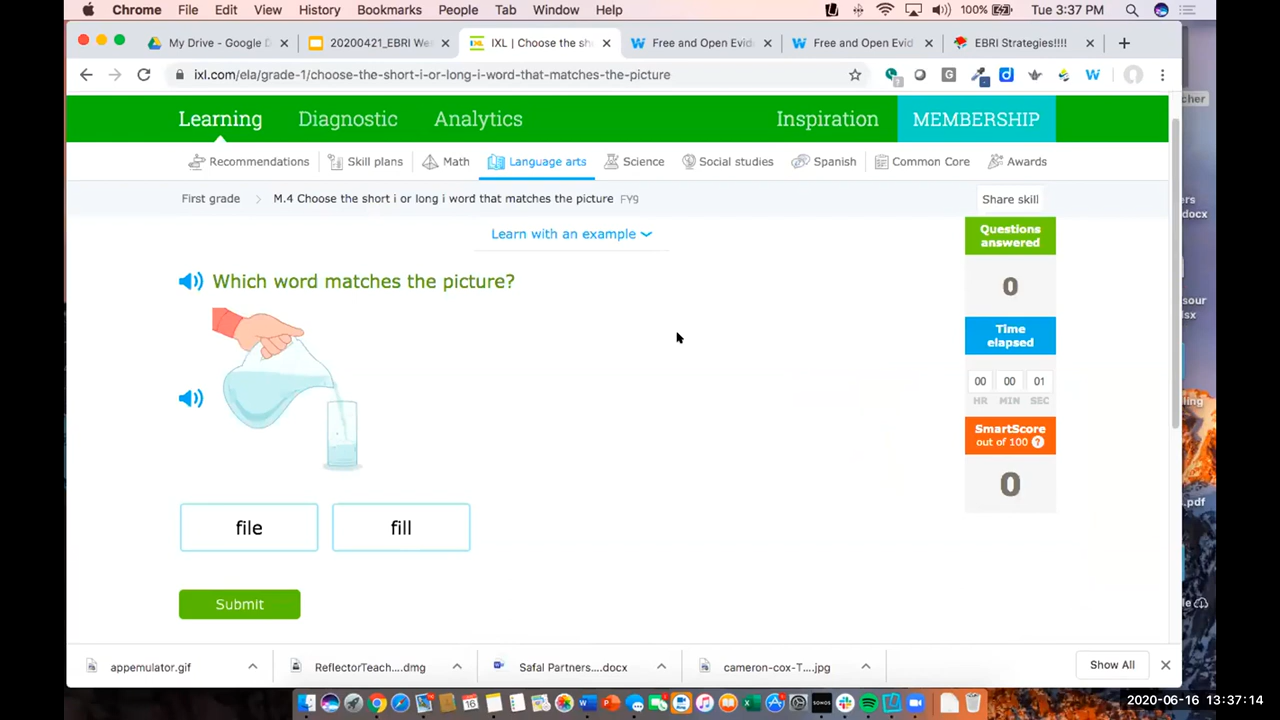 Chrome File Edit View History Bookmarks People Tab Window Help 100% Tue 3:37 PM
My Drive - Google D 20200421_EBRI We IXL | Choose the sh Free and Open Evid Free and Open Evid EBRI Strategies!!!!
ixl.com/ela/grade-1/choose-the-short-i-or-long-i-word-that-matches-the-picture
cher
Learning Diagnostic Analytics Inspiration MEMBERSHIP
Recommendations Skill plans Math Language arts Science Social studies Spanish Common Core Awards
First grade > M.4 Choose the short i or long i word that matches the picture FY9 Share skill
Learn with an example
Questions answered
0
Time elapsed
00 00 01
HR MIN SEC
SmartScore
out of 100 ?
0
Which word matches the picture?
file fill
Submit
appemulator.gif ReflectorTeach....dmg Safal Partners....docx cameron-cox-T....jpg Show All
2020-06-16 13:37:14